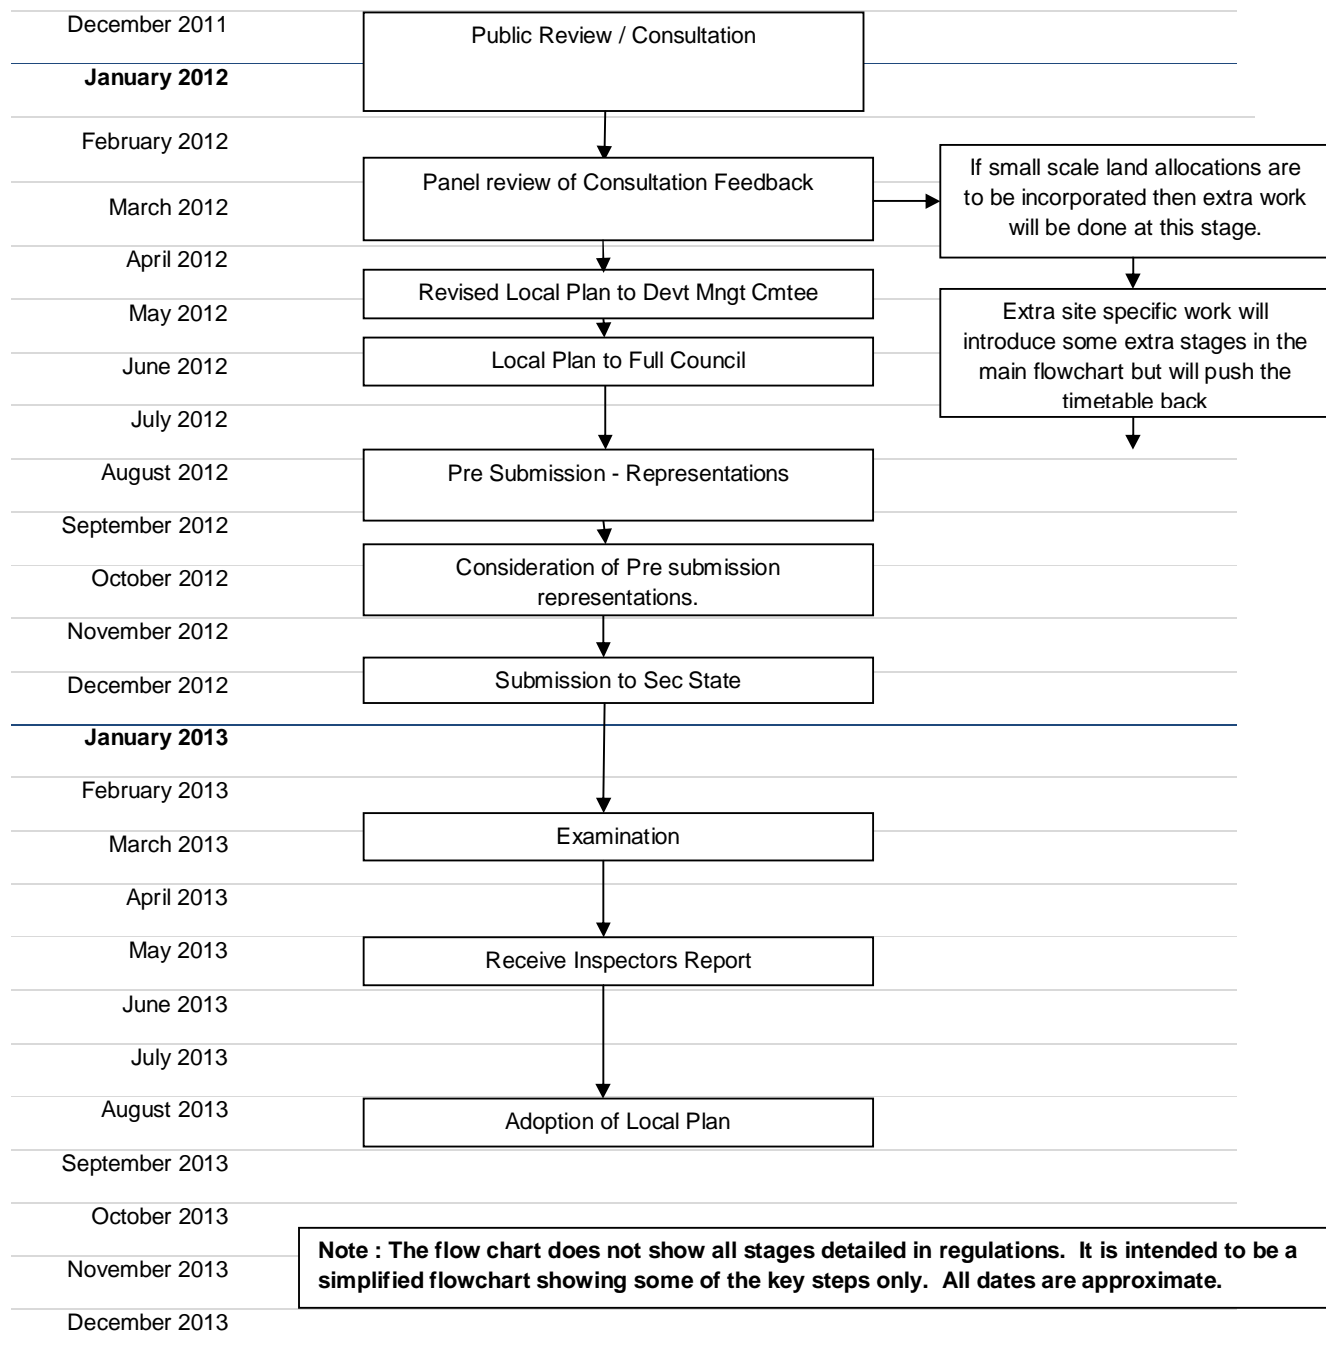 December 2011
Public Review / Consultation
January 2012
February 2012
Panel review of Consultation Feedback
If small scale land allocations are
to be incorporated then extra work
will be done at this stage.
March 2012
April 2012
Revised Local Plan to Devt Mngt Cmtee
May 2012
Extra site specific work will
introduce some extra stages in the
main flowchart but will push the
timetable back
June 2012
Local Plan to Full Council
July 2012
August 2012
Pre Submission - Representations
September 2012
October 2012
Consideration of Pre submission
representations.
November 2012
December 2012
Submission to Sec State
January 2013
February 2013
March 2013
Examination
April 2013
May 2013
Receive Inspectors Report
June 2013
July 2013
August 2013
Adoption of Local Plan
September 2013
October 2013
Note : The flow chart does not show all stages detailed in regulations. It is intended to be a
simplified flowchart showing some of the key steps only. All dates are approximate.
November 2013
December 2013